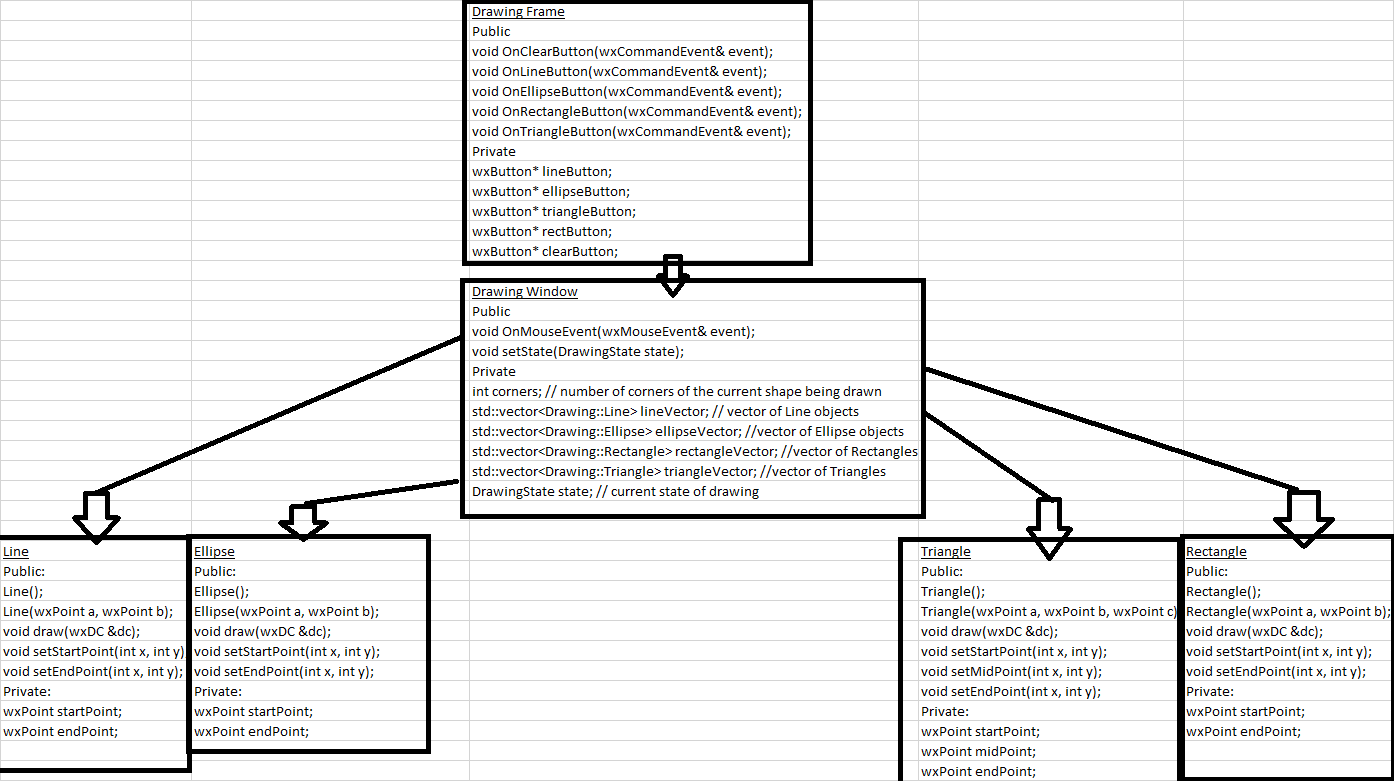 Drawing Frame
Public
void OnClearButton(wxCommandEvent& event);
void OnLineButton(wxCommandEvent& event);
void OnEllipseButton(wxCommandEvent& event);
void OnRectangleButton(wxCommandEvent& event);
void OnTriangleButton(wxCommandEvent& event);
Private
wxButton* lineButton;
wxButton* ellipseButton;
wxButton* triangleButton;
wxButton* rectButton;
wxButton* clearButton;
Drawing Window
Public
void OnMouseEvent(wxMouseEvent& event);
void setState(DrawingState state);
Private
int corners; // number of corners of the current shape being drawn
std::vector<Drawing::Line> lineVector; // vector of Line objects
std::vector<Drawing::Ellipse> ellipseVector; //vector of Ellipse objects
std::vector<Drawing::Rectangle> rectangleVector; //vector of Rectangles
std::vector<Drawing::Triangle> triangleVector; //vector of Triangles
DrawingState state; // current state of drawing
Line
Public:
Line();
Line(wxPoint a, wxPoint b);
void draw(wxDC &dc);
void setStartPoint(int x, int y)
void setEndPoint(int x, int y);
Private:
wxPoint startPoint;
wxPoint endPoint;
Ellipse
Public:
Ellipse();
Ellipse(wxPoint a, wxPoint b);
void draw(wxDC &dc);
void setStartPoint(int x, int y);
void setEndPoint(int x, int y);
Private:
wxPoint startPoint;
wxPoint endPoint;
Triangle
Public:
Triangle();
Triangle(wxPoint a, wxPoint b, wxPoint c)
void draw(wxDC &dc);
void setStartPoint(int x, int y);
void setMidPoint(int x, int y);
void setEndPoint(int x, int y);
Private:
wxPoint startPoint;
wxPoint midPoint;
wxPoint endPoint;
Rectangle
Public:
Rectangle();
Rectangle(wxPoint a, wxPoint b);
void draw(wxDC &dc);
void setStartPoint(int x, int y);
void setEndPoint(int x, int y);
Private:
wxPoint startPoint;
wxPoint endPoint;